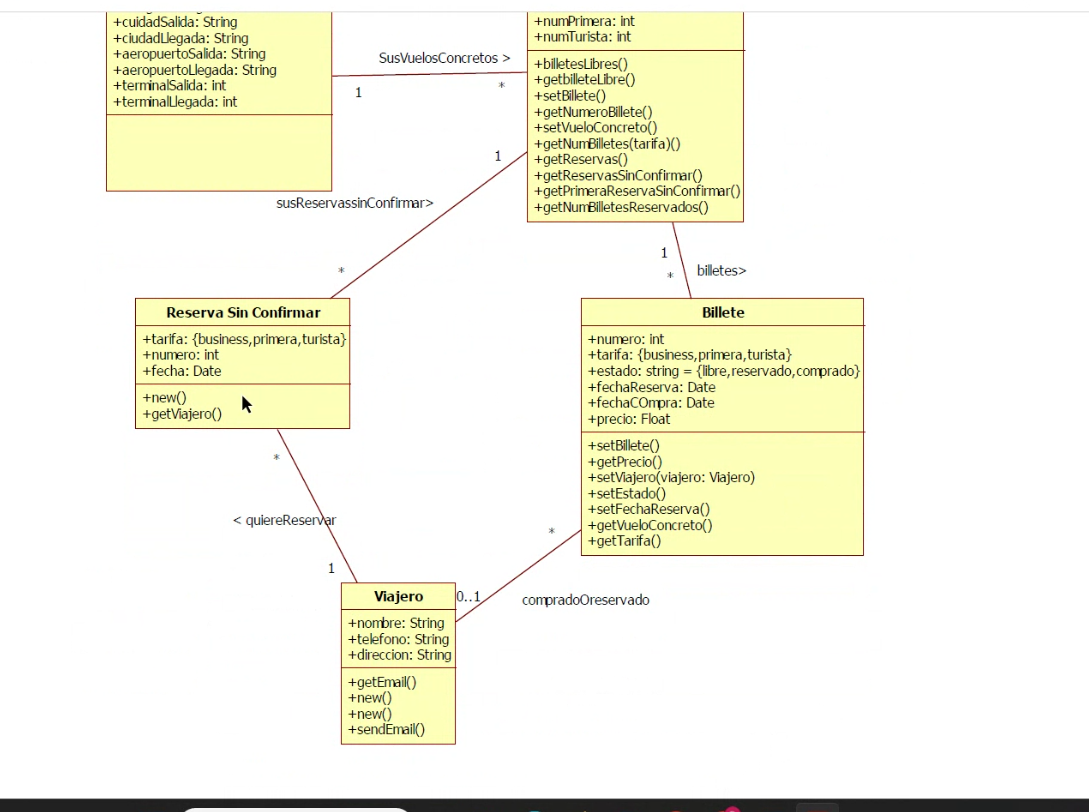 +cuidadSalida: String
+ciudadLlegada: String
+aeropuertoSalida: String
+aeropuertoLlegada: String
+terminalSalida: int
+terminalLlegada: int
SusVuelosConcretos >
1
*
+numPrimera: int
+numTurista: int
+billetesLibres()
+getbilleteLibre()
+setBillete()
+getNumeroBillete()
+setVueloConcreto()
+getNumBilletes(tarifa)()
+getReservas()
+getReservasSinConfirmar()
+getPrimeraReservaSinConfirmar()
+getNumBilletesReservados()
1
susReservassinConfirmar>
*
1
*
billetes>
Reserva Sin Confirmar
+tarifa: {business,primera,turista}
+numero: int
+fecha: Date
+new()
+getViajero()
Billete
+numero: int
+tarifa: {business,primera,turista}
+estado: string = {libre,reservado,comprado}
+fechaReserva: Date
+fechaCOmpra: Date
+precio: Float
+setBillete()
+getPrecio()
+setViajero(viajero: Viajero)
+setEstado()
+setFechaReserva()
+getVueloConcreto()
+getTarifa()
*
< quiereReservar
1
*
0..1
compradoOreservado
Viajero
+nombre: String
+telefono: String
+direccion: String
+getEmail()
+new()
+new()
+sendEmail()